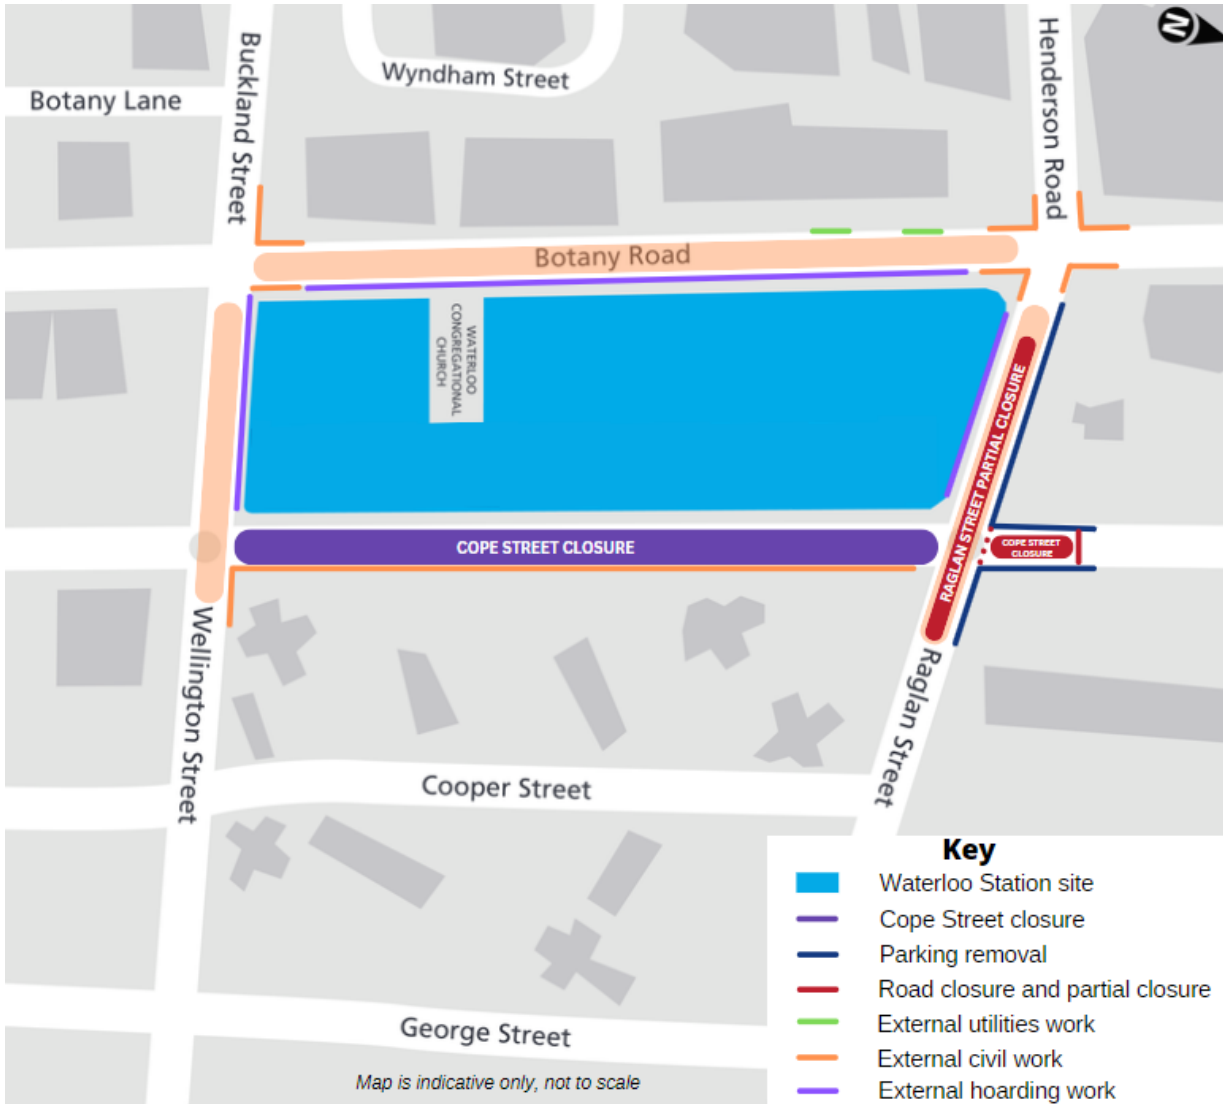 N
Buckland Street
Wyndham Street
Botany Lane
Henderson Road
Botany Road
WATERLOO
CONGREGATIONAL
CHURCH
RAGLAN STREET PARTIAL CLOSURE
COPE STREET CLOSURE
COPE STREET
CLOSURE
Wellington Street
Raglan Street
Cooper Street
George Street
Map is indicative only, not to scale
Key
Waterloo Station site
Cope Street closure
Parking removal
Road closure and partial closure
External utilities work
External civil work
External hoarding work